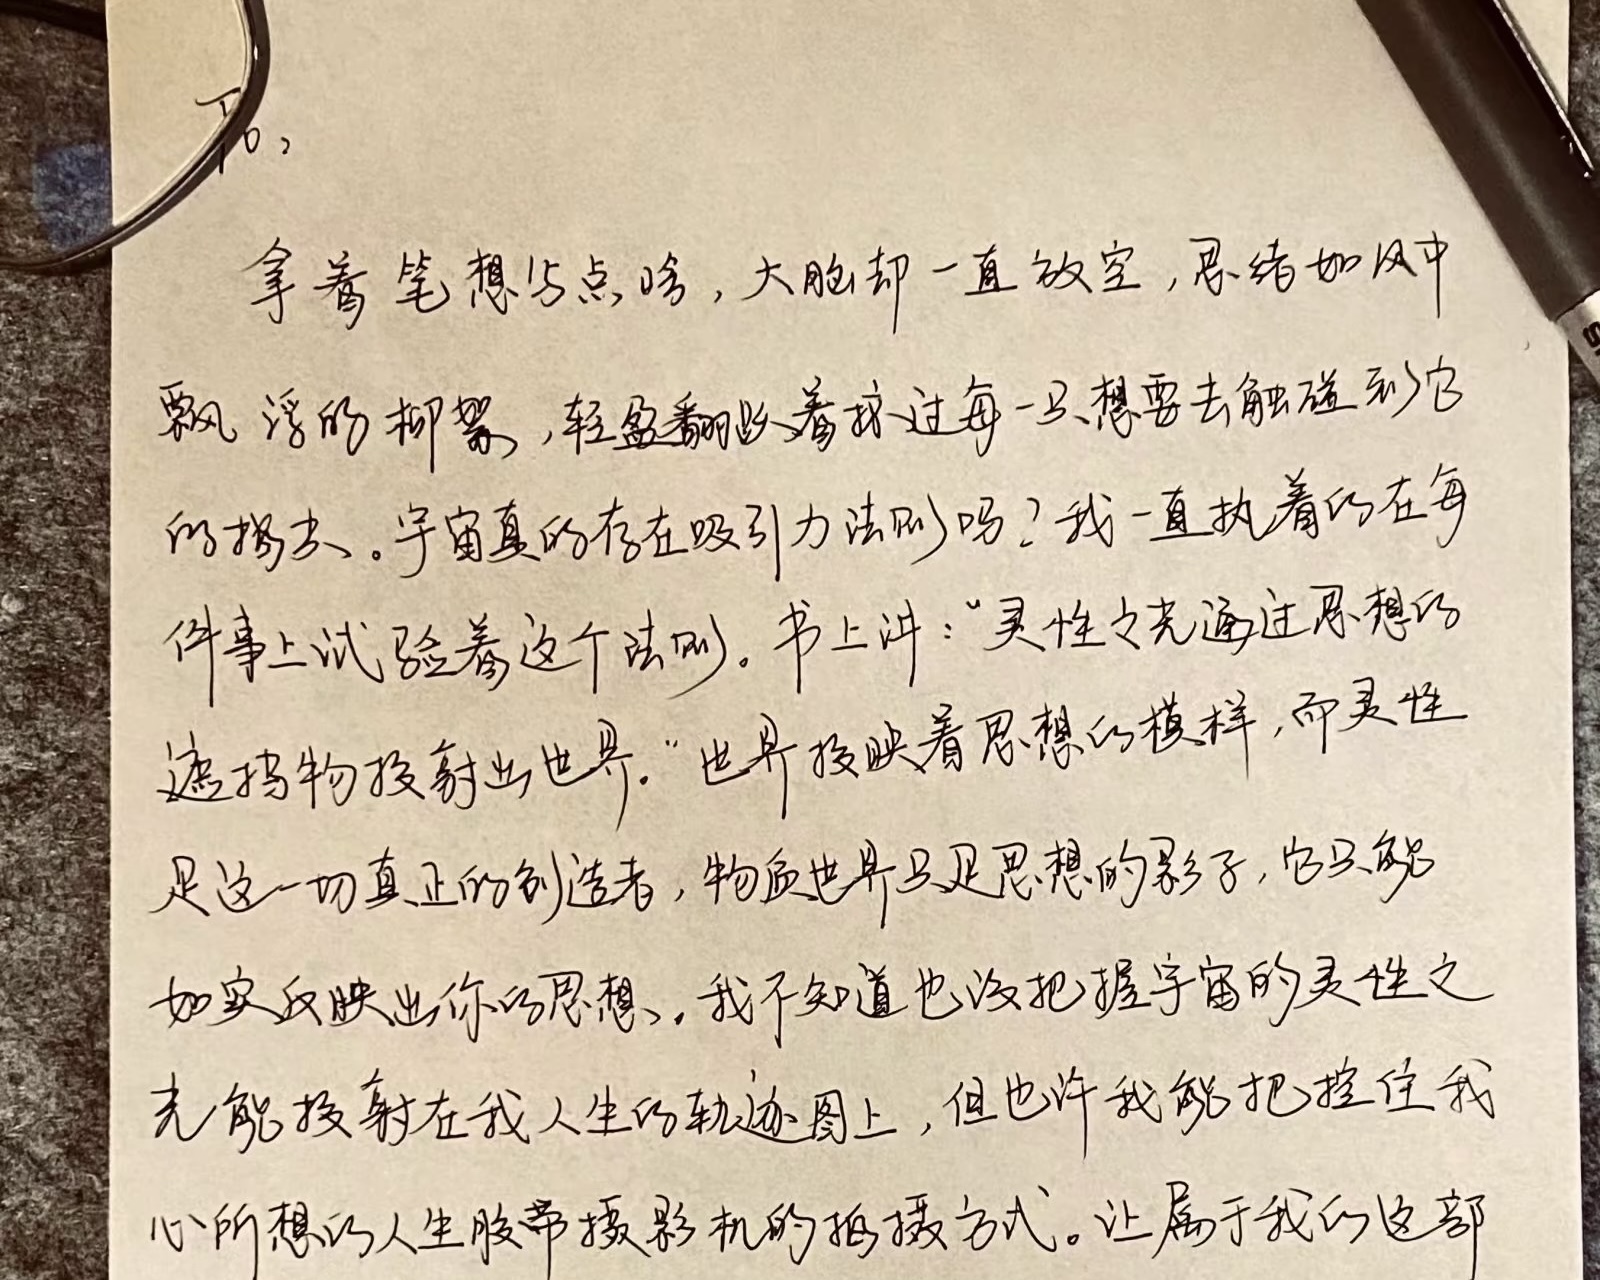 拿着笔想写点啥，大脑却一直放空，思绪如风中
飘浮的柳絮，轻盈翻跃着掠过每一只想要去触碰到它
的指尖。宇宙真的存在吸引力法则吗？我一直执着的在每
件事上试验着这个法则。书上讲：“灵性之光通过思想的
遮挡物投射出世界。”世界投映着思想的模样，而灵性
是这一切真正的创造者，物质世界只是思想的影子，它只能
如实反映出你的思想。我不知道也没把握宇宙的灵性之
光能投射在我人生的轨迹图上，但也许我能把控住我
心所想的人生胶带摄影机的拍摄方式。让属于我的这部